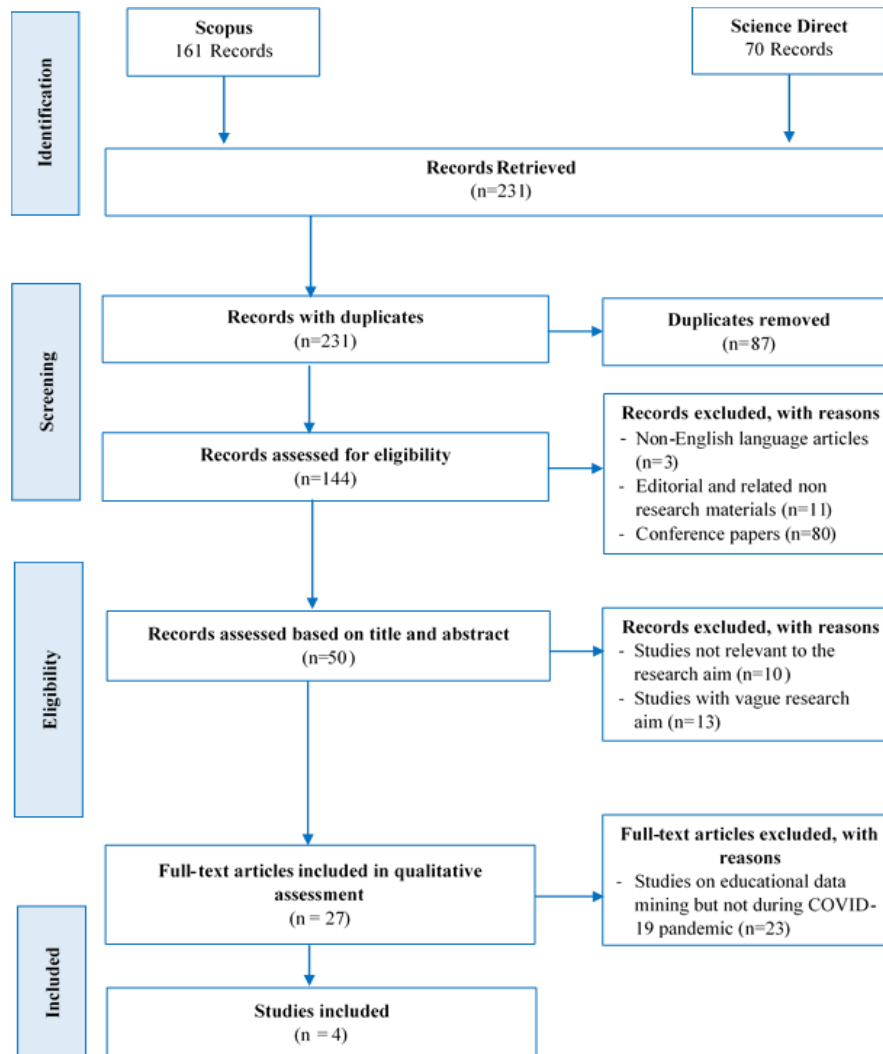 Identification
Scopus
161 Records
Science Direct
70 Records
Records Retrieved
(n=231)
Screening
Records with duplicates
(n=231)
Duplicates removed
(n=87)
Records assessed for eligibility
(n=144)
Records excluded, with reasons
- Non-English language articles
(n=3)
- Editorial and related non
research materials (n=11)
- Conference papers (n=80)
Eligibility
Records assessed based on title and abstract
(n=50)
Records excluded, with reasons
- Studies not relevant to the
research aim (n=10)
- Studies with vague research
aim (n=13)
Full-text articles included in qualitative
assessment
(n = 27)
Full-text articles excluded, with
reasons
- Studies on educational data
mining but not during COVID-
19 pandemic (n=23)
Included
Studies included
(n = 4)